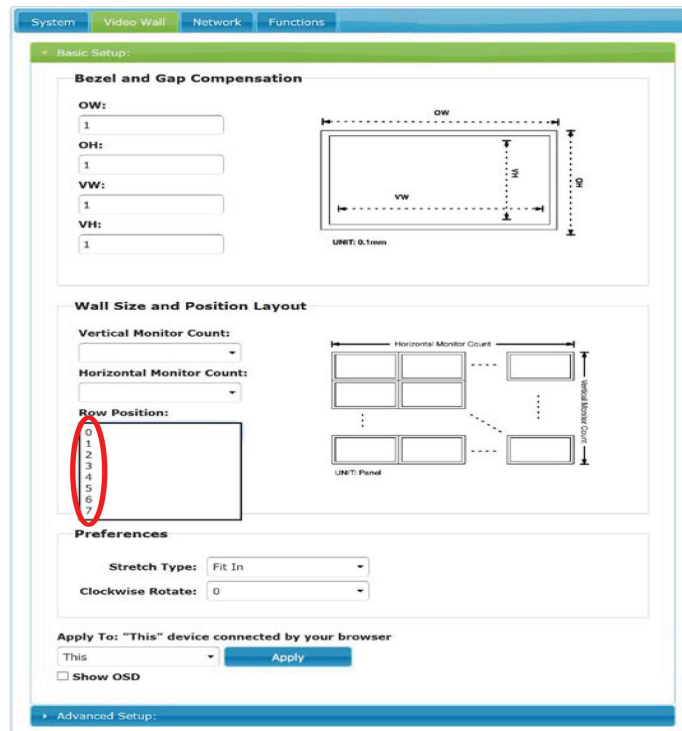 System Video Wall Network Functions
Basic Setup:
Bezel and Gap Compensation
OW:
1
OH:
1
VW:
1
VH:
1
OW
VH
OH
VW
UNIT: 0.1mm
Wall Size and Position Layout
Vertical Monitor Count:
Horizontal Monitor Count:
Row Position:
0
1
2
3
4
5
6
7
Horizontal Monitor Count
Vertical Monitor Count
UNIT: Panel
Preferences
Stretch Type: Fit In
Clockwise Rotate: 0
Apply To: "This" device connected by your browser
This Apply
Show OSD
Advanced Setup: